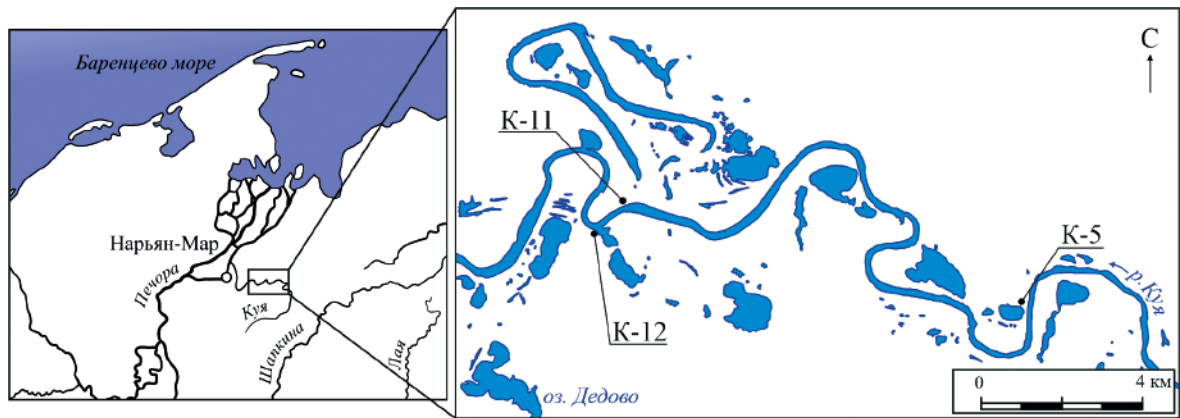 Баренцево море
Нарьян-Мар
Печора
Куя
Шапкина
Лая
С
К-11
К-5
р. Куя
К-12
оз. Дедово
0 4 км